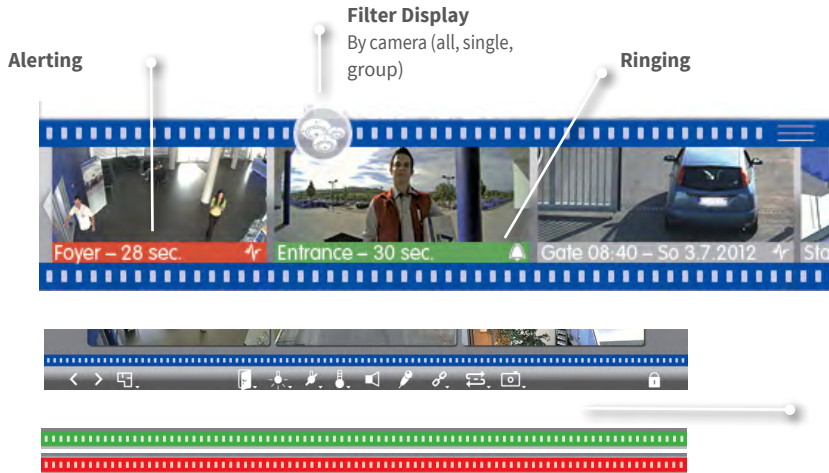 Filter Display
By camera (all, single,
group)
Alerting
Ringing
Foyer – 28 sec.
Entrance – 30 sec.
Gate 08:40 – So 3.7.2012
Sta